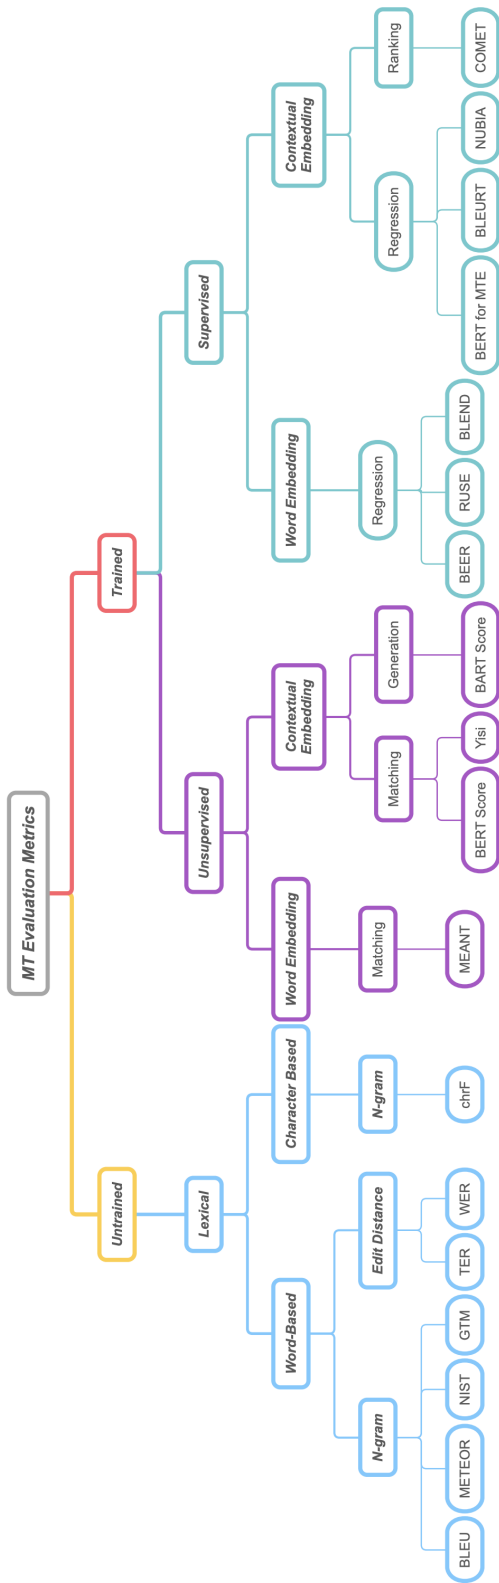 MT Evaluation Metrics
Untrained
Trained
Lexical
Unsupervised
Supervised
Word-Based
Character Based
Word Embedding
Contextual
Embedding
Word Embedding
Contextual
Embedding
N-gram
Edit Distance
N-gram
Matching
Matching
Generation
Regression
Regression
Ranking
BLEU
METEOR
NIST
GTM
TER
WER
chrF
MEANT
BERT Score
Yisi
BART Score
BEER
RUSE
BLEND
BERT for MTE
BLEURT
NUBIA
COMET